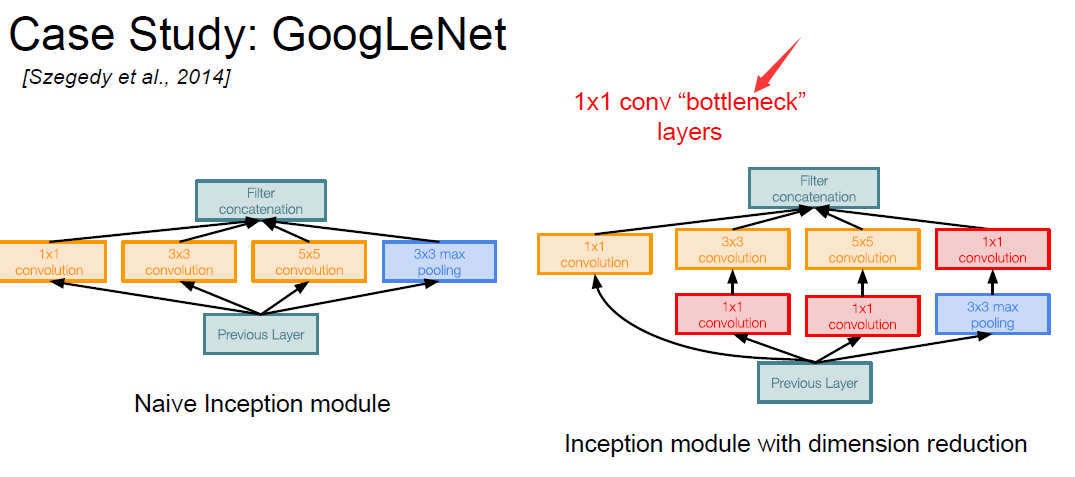 Case Study: GoogLeNet
[Szegedy et al., 2014]
1x1 conv “bottleneck”
layers
Filter
concatenation
1x1
convolution
3x3
convolution
5x5
convolution
3x3 max
pooling
Previous Layer
Naive Inception module
Filter
concatenation
1x1
convolution
3x3
convolution
5x5
convolution
1x1
convolution
1x1
convolution
1x1
convolution
3x3 max
pooling
Previous Layer
Inception module with dimension reduction